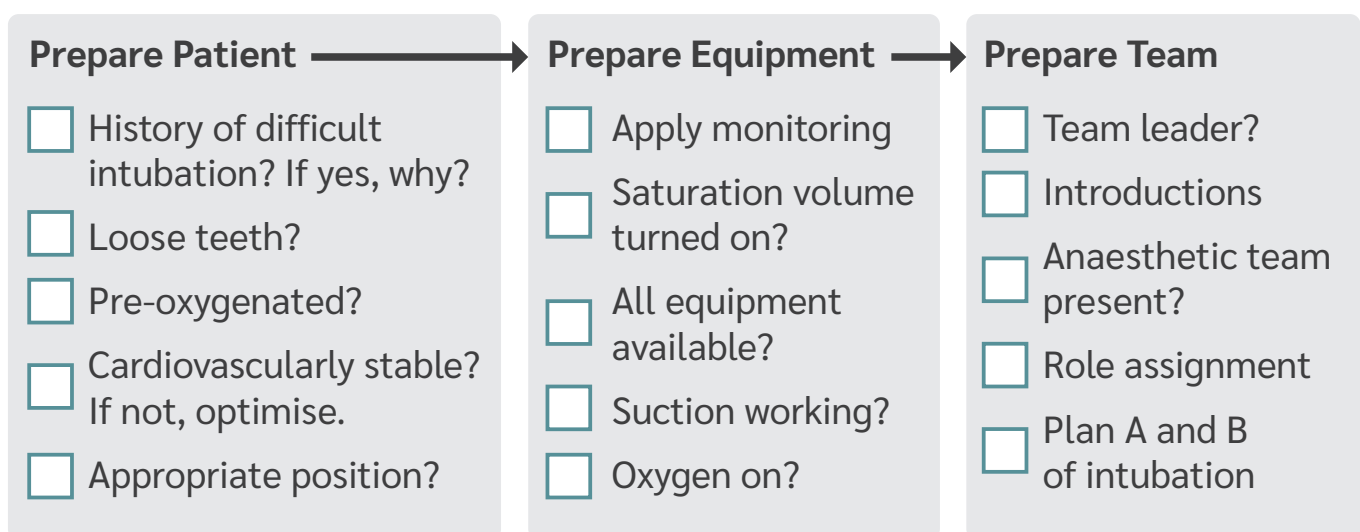 Prepare Patient
History of difficult
intubation? If yes, why?
Loose teeth?
Pre-oxygenated?
Cardiovascularly stable?
If not, optimise.
Appropriate position?
Prepare Equipment
Apply monitoring
Saturation volume
turned on?
All equipment
available?
Suction working?
Oxygen on?
Prepare Team
Team leader?
Introductions
Anaesthetic team
present?
Role assignment
Plan A and B
of intubation